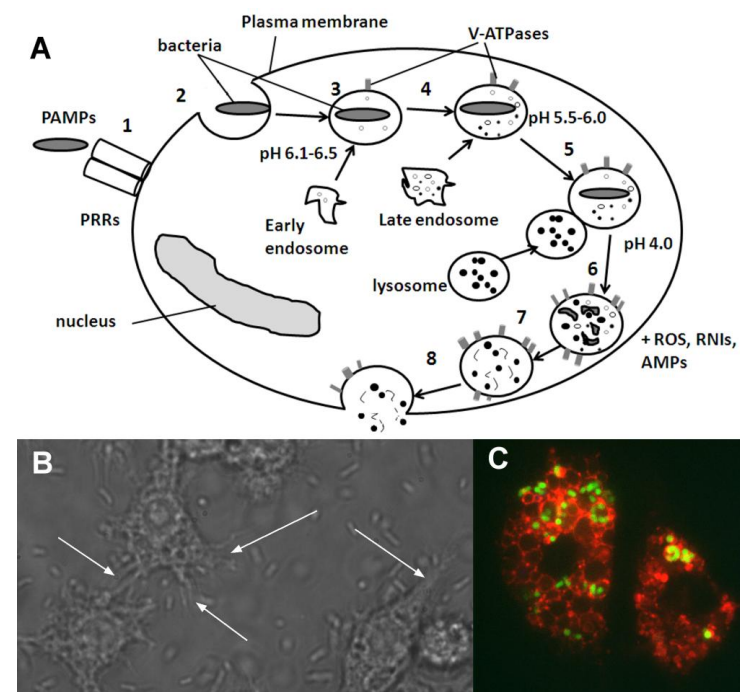 A
Plasma membrane
bacteria
V-ATPases
PAMPs
1
2
3
4
pH 5.5-6.0
pH 6.1-6.5
5
PRRs
Early
endosome
Late endosome
pH 4.0
lysosome
6
nucleus
7
+ ROS, RNIs,
AMPs
8
B
C